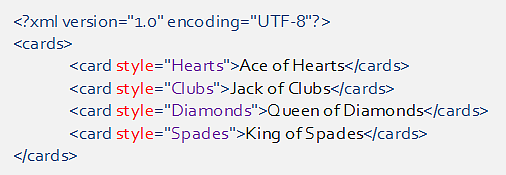 <?xml version="1.0" encoding="UTF-8"?>
<cards>
<card style="Hearts">Ace of Hearts</cards>
<card style="Clubs">Jack of Clubs</cards>
<card style="Diamonds">Queen of Diamonds</cards>
<card style="Spades">King of Spades</cards>
</cards>